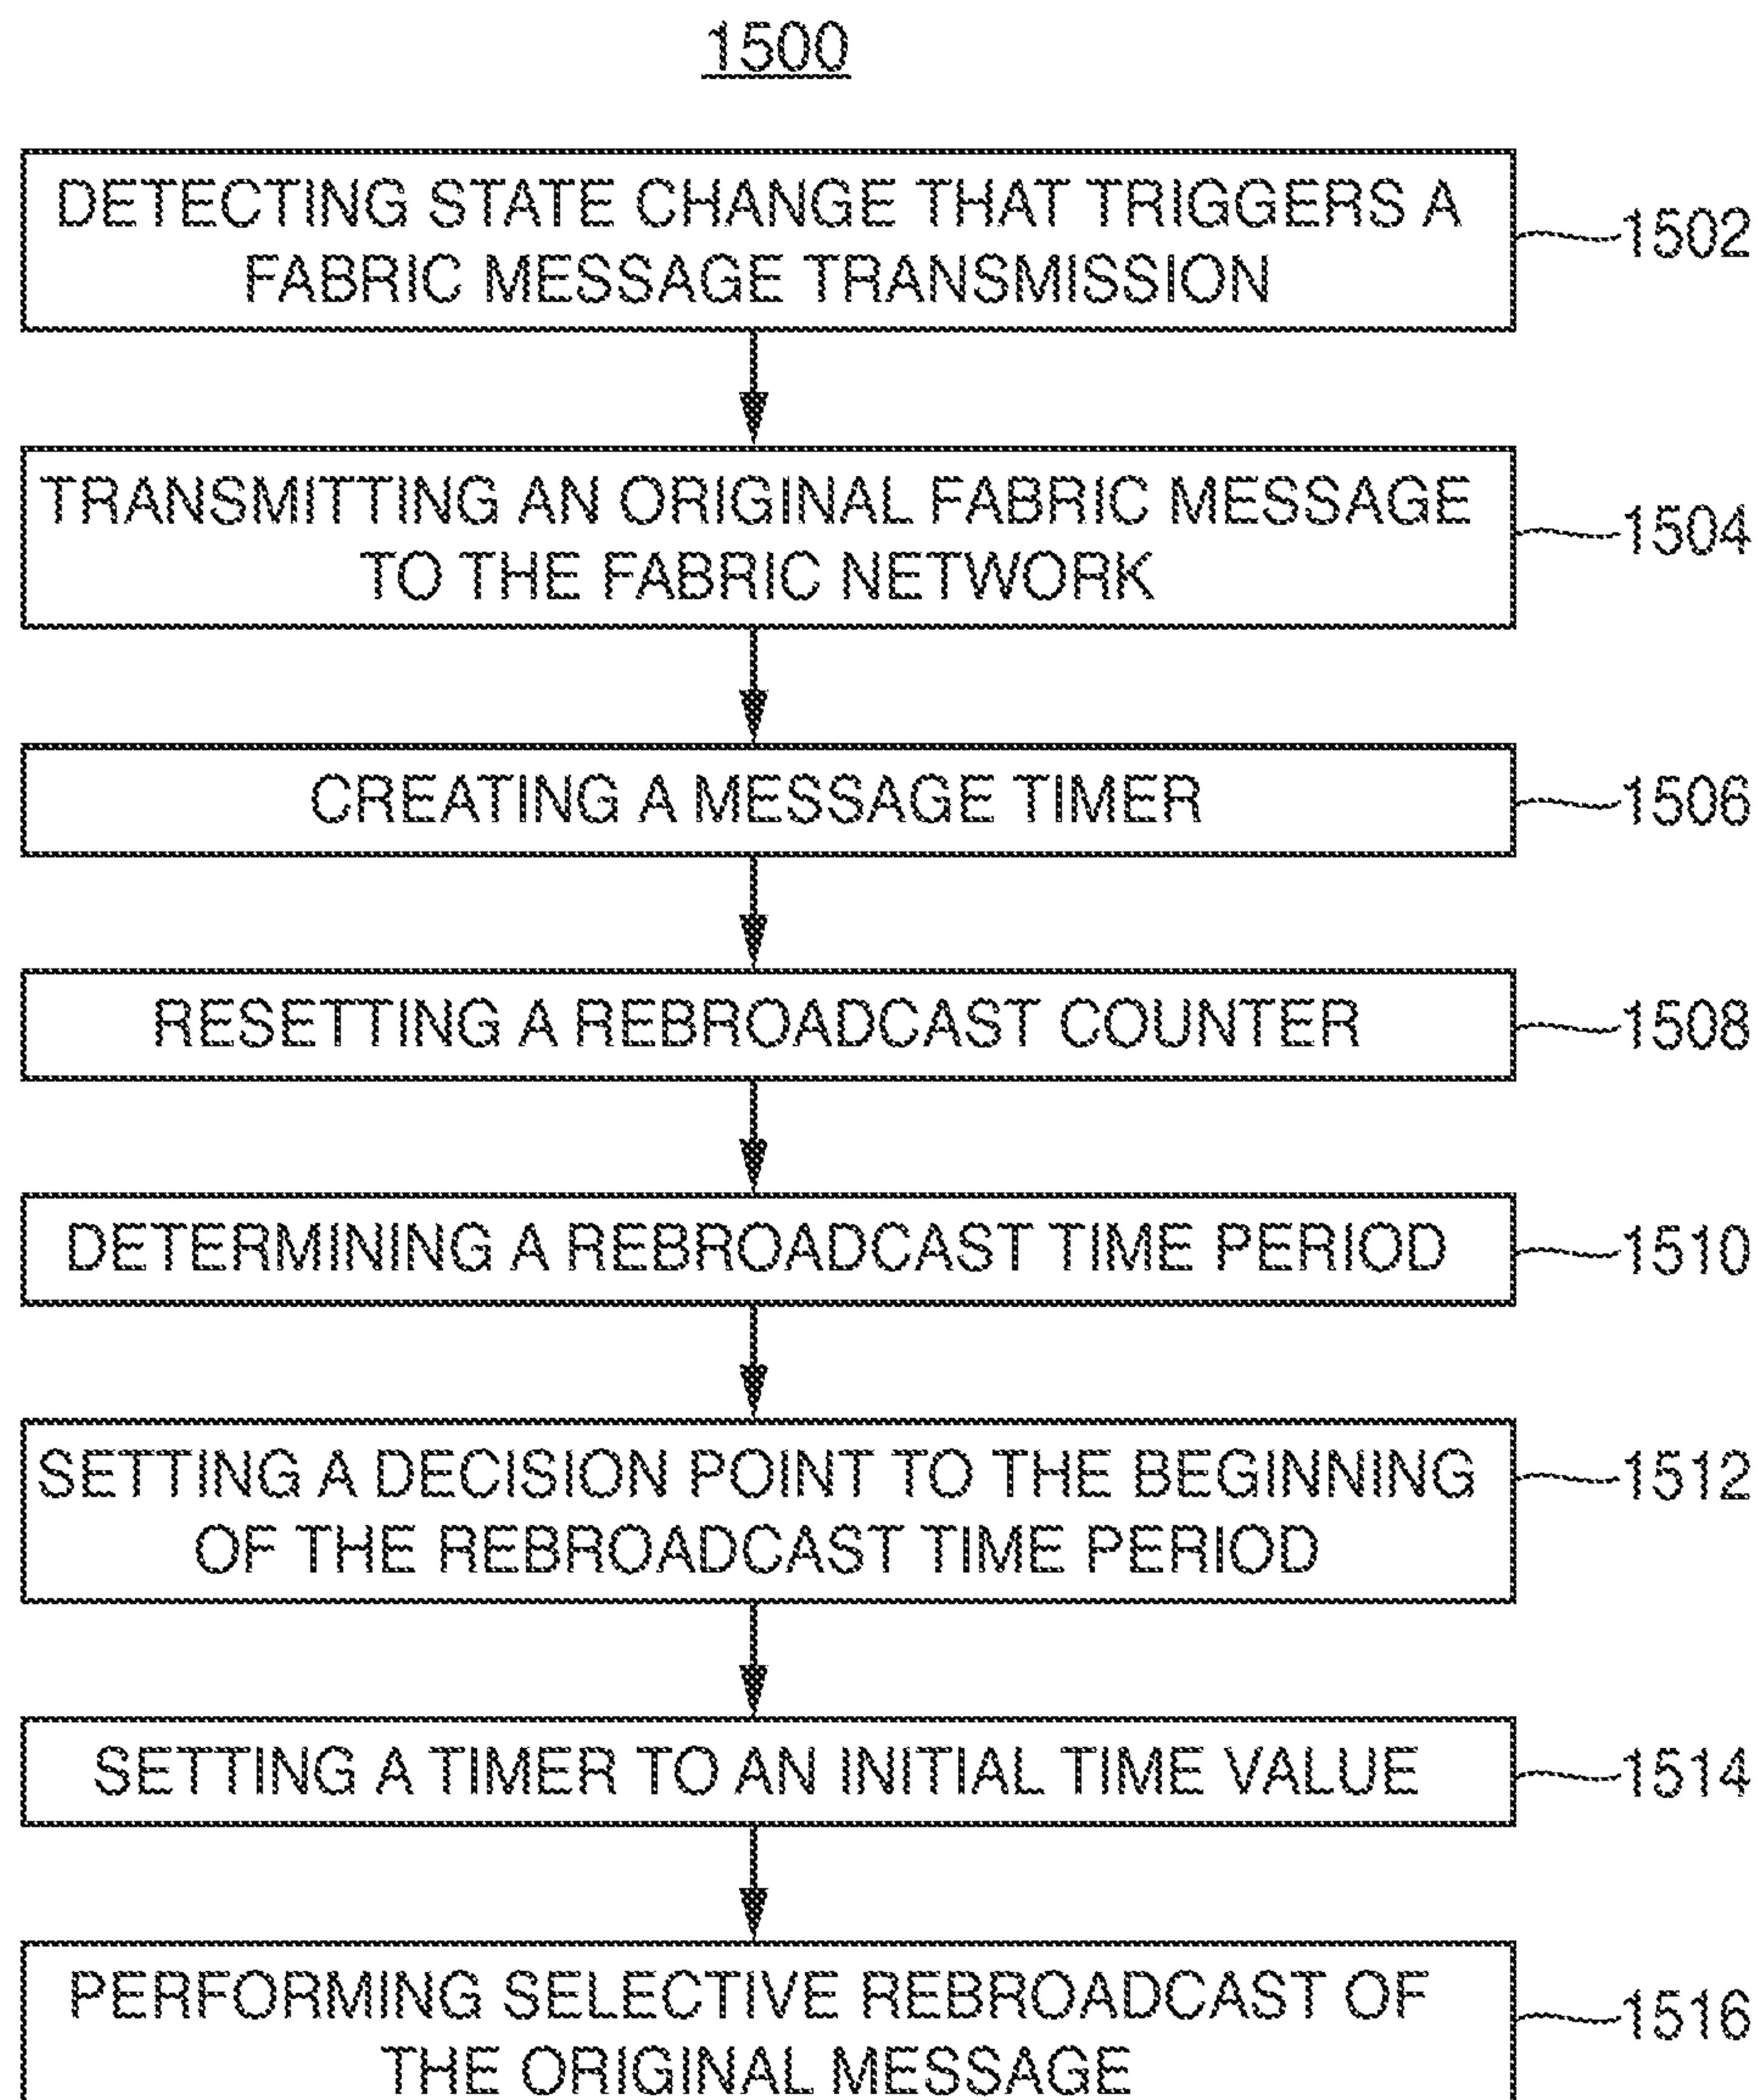 1500
DETECTING STATE CHANGE THAT TRIGGERS A
FABRIC MESSAGE TRANSMISSION
1502
TRANSMITTING AN ORIGINAL FABRIC MESSAGE
TO THE FABRIC NETWORK
1504
CREATING A MESSAGE TIMER
1506
RESETTING A REBROADCAST COUNTER
1508
DETERMINING A REBROADCAST TIME PERIOD
1510
SETTING A DECISION POINT TO THE BEGINNING
OF THE REBROADCAST TIME PERIOD
1512
SETTING A TIMER TO AN INITIAL TIME VALUE
1514
PERFORMING SELECTIVE REBROADCAST OF
THE ORIGINAL MESSAGE
1516